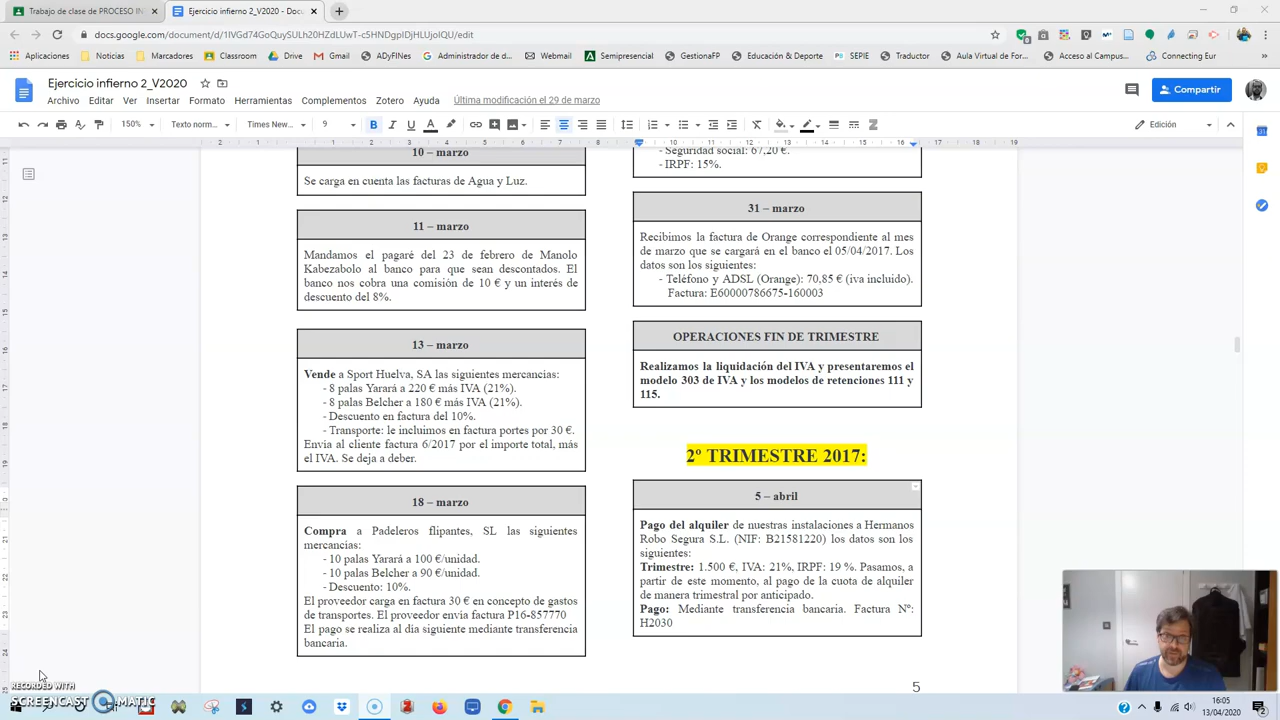 Trabajo de clase de PROCESO IN
Ejercicio infierno 2_V2020 - Docu
docs.google.com/document/d/1IVGd74GoQuySULh20HZdLUwT-c5HNDgpIDjHLUjoIQU/edit
Aplicaciones
Noticias
Marcadores
Classroom
Drive
Gmail
ADyFINes
Administrador de...
Webmail
Semipresencial
GestionaFP
Educación & Deporte
SEPIE
Traductor
Aula Virtual de For...
Acceso al Campus...
Connecting Eur
Ejercicio infierno 2_V2020
Archivo Editar Ver Insertar Formato Herramientas Complementos Zotero Ayuda Última modificación el 29 de marzo
Compartir
150% Texto norm... Times New... 9 Edición
10 – marzo
Se carga en cuenta las facturas de Agua y Luz.
11 – marzo
Mandamos el pagaré del 23 de febrero de Manolo
Kabezabolo al banco para que sean descontados. El
banco nos cobra una comisión de 10 € y un interés de
descuento del 8%.
13 – marzo
Vende a Sport Huelva, SA las siguientes mercancías:
- 8 palas Yarará a 220 € más IVA (21%).
- 8 palas Belcher a 180 € más IVA (21%).
- Descuento en factura del 10%.
- Transporte: le incluimos en factura portes por 30 €.
Envía al cliente factura 6/2017 por el importe total, más
el IVA. Se deja a deber.
18 – marzo
Compra a Padeleros flipantes, SL las siguientes
mercancías:
- 10 palas Yarará a 100 €/unidad.
- 10 palas Belcher a 90 €/unidad.
- Descuento: 10%.
El proveedor carga en factura 30 € en concepto de gastos
de transportes. El proveedor envía factura P16-857770
El pago se realiza al día siguiente mediante transferencia
bancaria.
- Seguridad social: 67,20 €.
- IRPF: 15%.
31 – marzo
Recibimos la factura de Orange correspondiente al mes
de marzo que se cargará en el banco el 05/04/2017. Los
datos son los siguientes:
- Teléfono y ADSL (Orange): 70,85 € (iva incluido).
Factura: E60000786675-160003
OPERACIONES FIN DE TRIMESTRE
Realizamos la liquidación del IVA y presentaremos el
modelo 303 de IVA y los modelos de retenciones 111 y
115.
2º TRIMESTRE 2017:
5 – abril
Pago del alquiler de nuestras instalaciones a Hermanos
Robo Segura S.L. (NIF: B21581220) los datos son los
siguientes:
Trimestre: 1.500 €, IVA: 21%, IRPF: 19 %. Pasamos, a
partir de este momento, al pago de la cuota de alquiler
de manera trimestral por anticipado.
Pago: Mediante transferencia bancaria. Factura Nº:
H2030
5
RECORDED WITH
SCREENCAST MATIC
16:05
13/04/2020